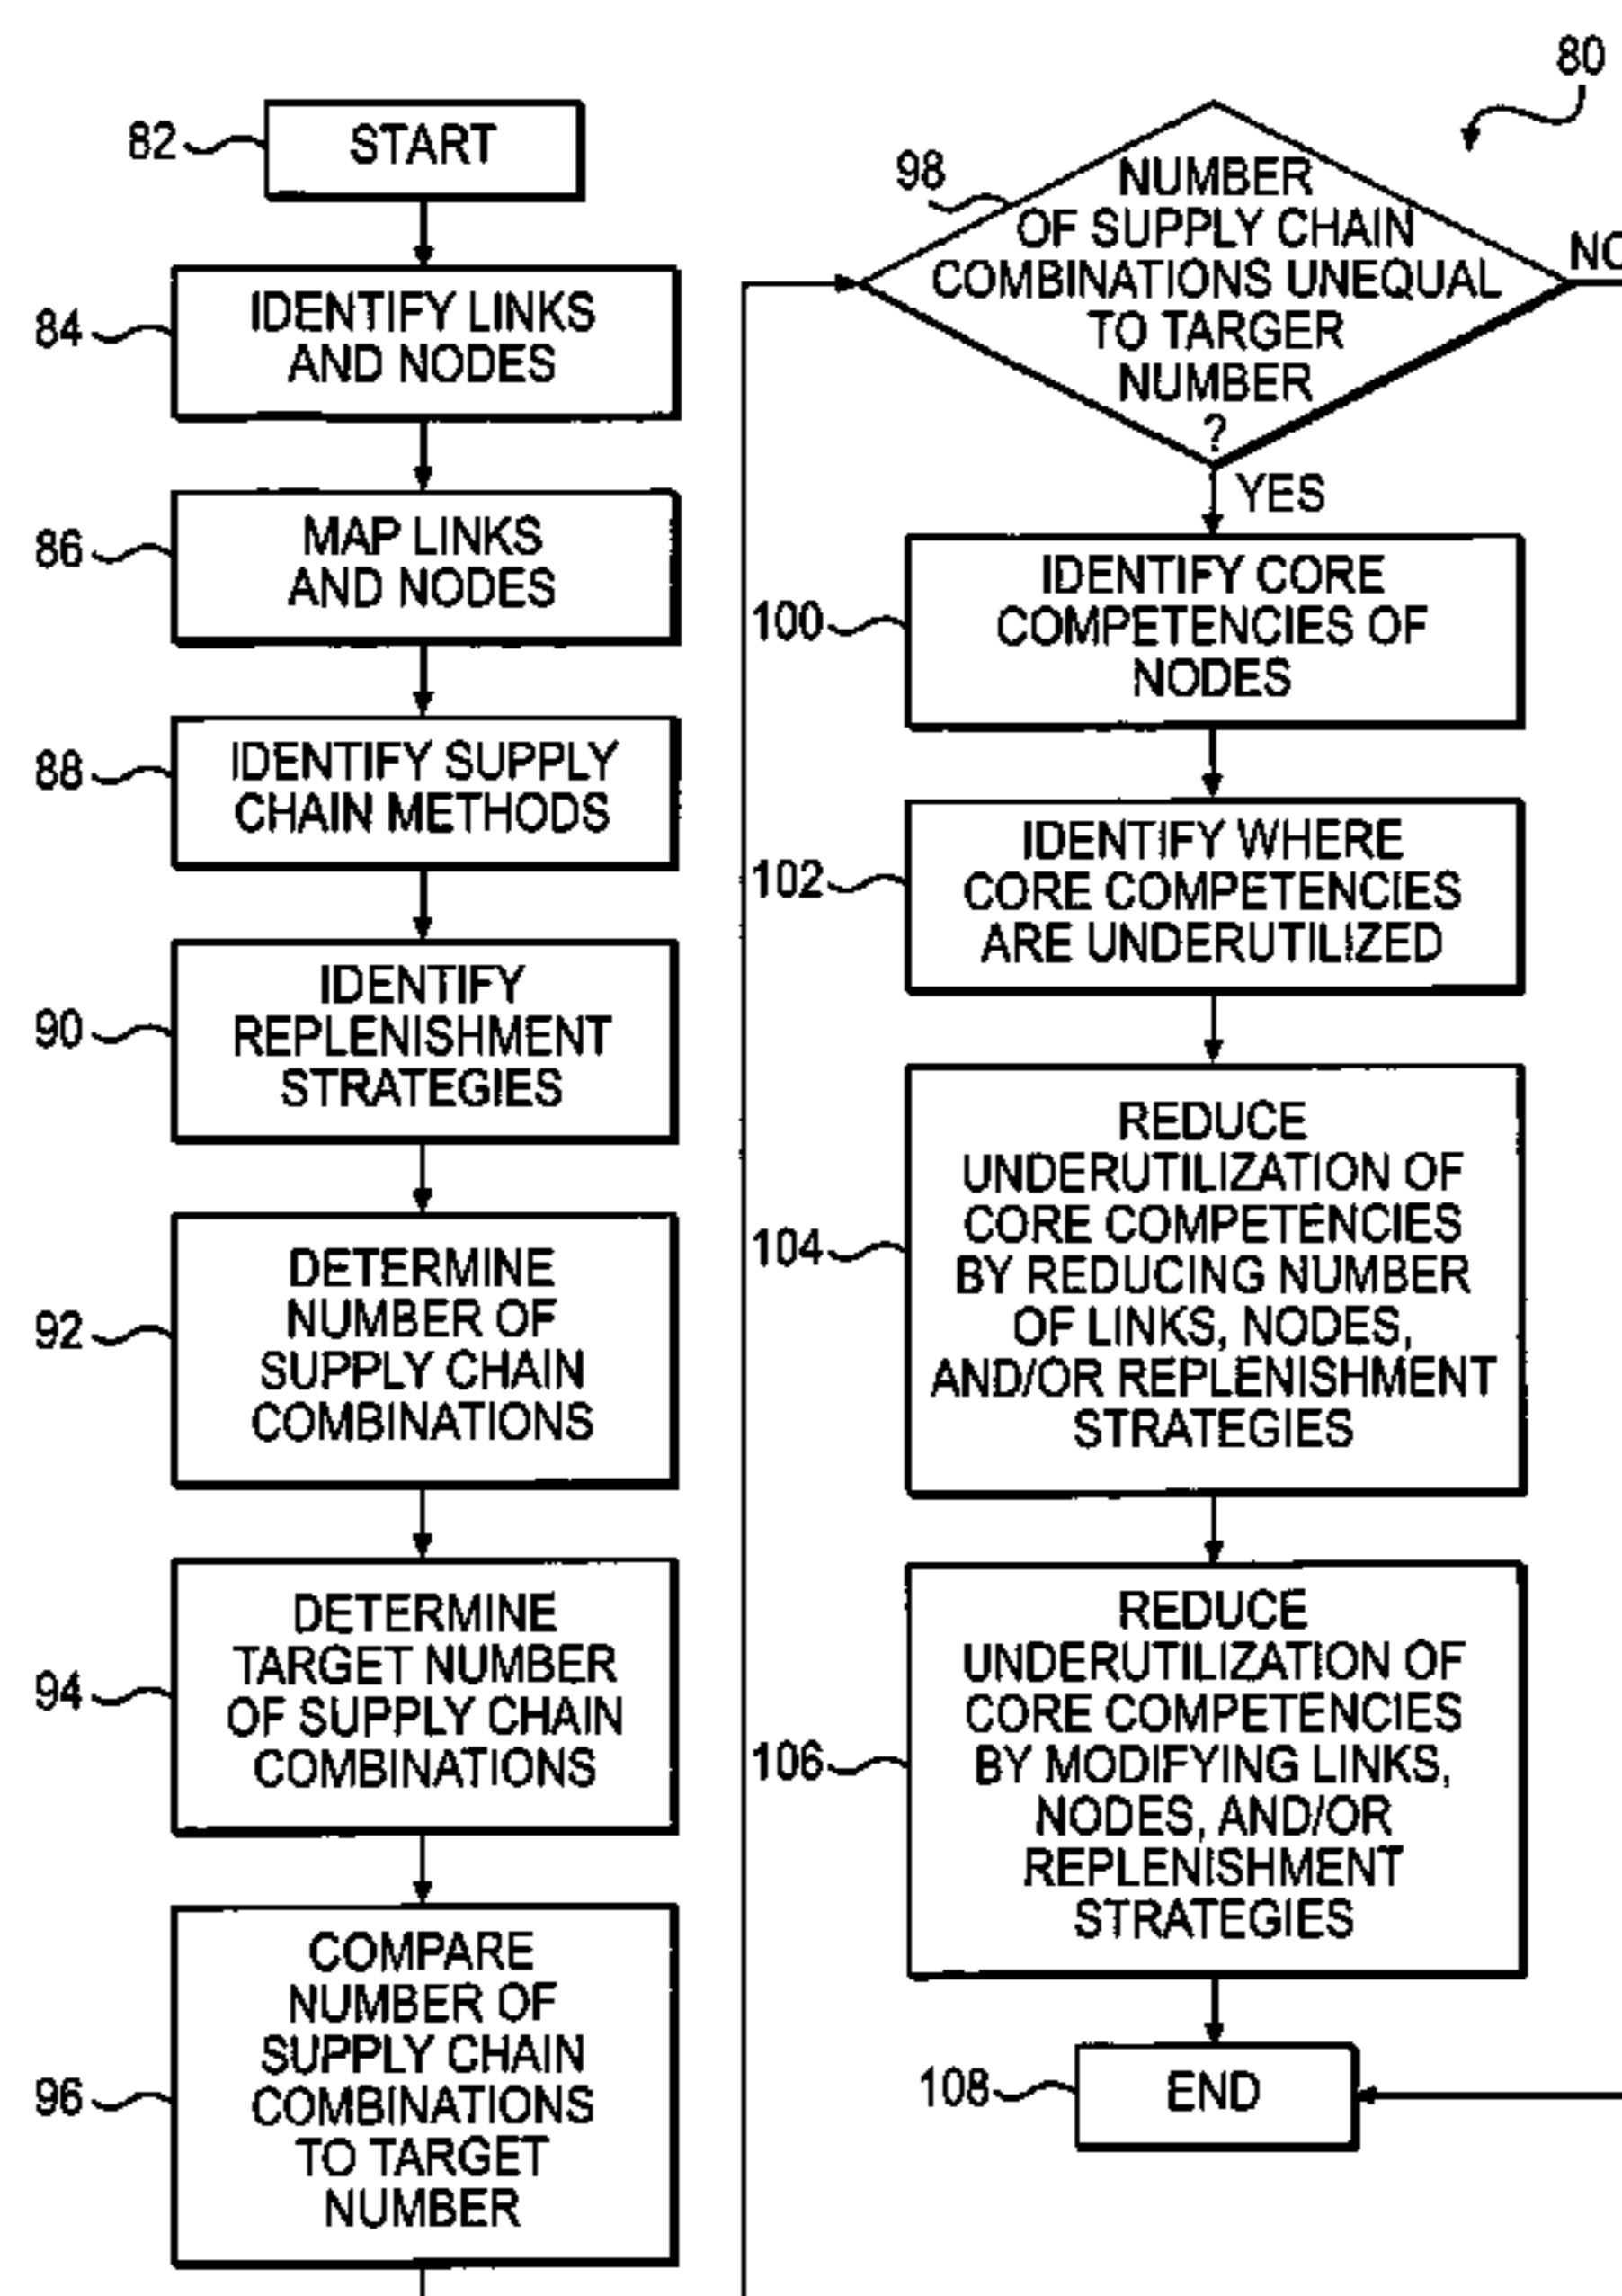 82
START
84
IDENTIFY LINKS
AND NODES
86
MAP LINKS
AND NODES
88
IDENTIFY SUPPLY
CHAIN METHODS
90
IDENTIFY
REPLENISHMENT
STRATEGIES
92
DETERMINE
NUMBER OF
SUPPLY CHAIN
COMBINATIONS
94
DETERMINE
TARGET NUMBER
OF SUPPLY CHAIN
COMBINATIONS
96
COMPARE
NUMBER OF
SUPPLY CHAIN
COMBINATIONS
TO TARGET
NUMBER
80
98
NUMBER
OF SUPPLY CHAIN
COMBINATIONS UNEQUAL
TO TARGER
NUMBER
?
NO
YES
100
IDENTIFY CORE
COMPETENCIES OF
NODES
102
IDENTIFY WHERE
CORE COMPETENCIES
ARE UNDERUTILIZED
104
REDUCE
UNDERUTILIZATION OF
CORE COMPETENCIES
BY REDUCING NUMBER
OF LINKS, NODES,
AND/OR REPLENISHMENT
STRATEGIES
106
REDUCE
UNDERUTILIZATION OF
CORE COMPETENCIES
BY MODIFYING LINKS,
NODES, AND/OR
REPLENISHMENT
STRATEGIES
108
END